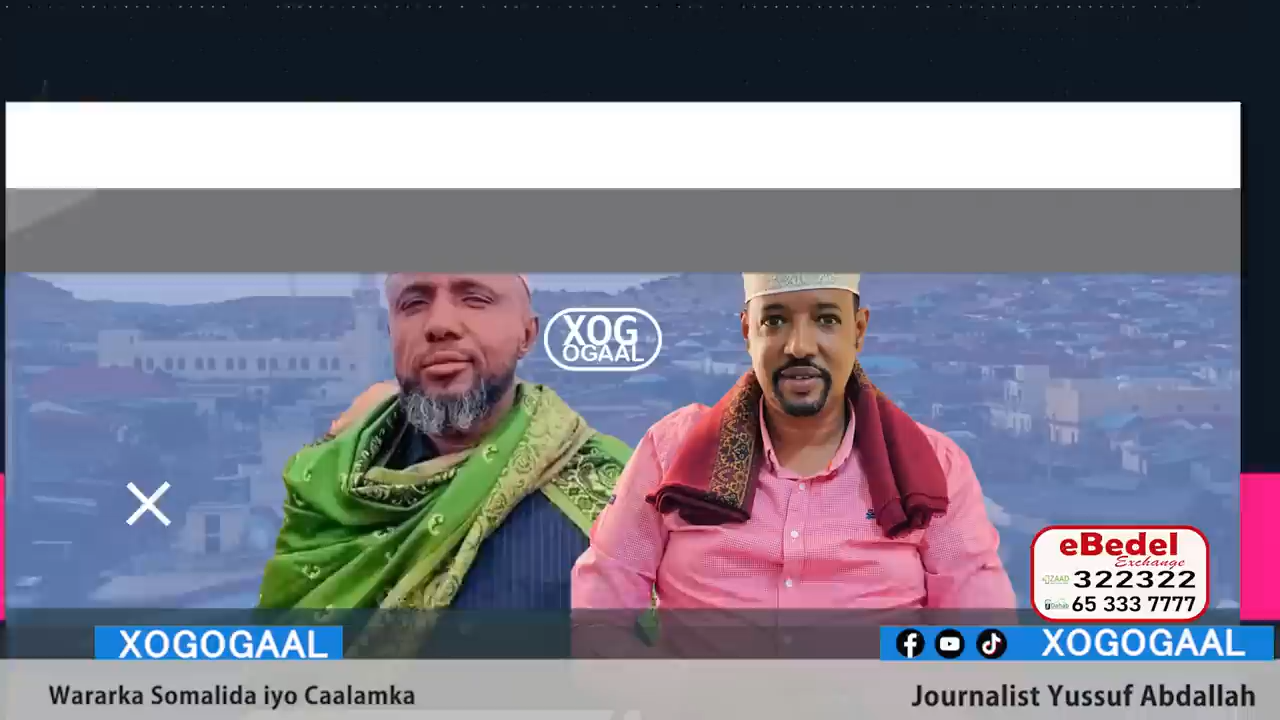 XOG
OGAAL
eBedel
Exchange
ZAAD 322322
65 333 7777
XOGOGAAL
XOGOGAAL
Wararka Somalida iyo Caalamka
Journalist Yussuf Abdallah